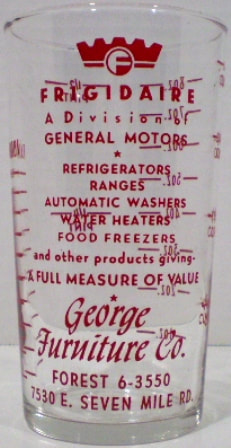 F
FRIGIDAIRE
A Division of
GENERAL MOTORS
REFRIGERATORS
RANGES
AUTOMATIC WASHERS
WATER HEATERS
FOOD FREEZERS
and other products giving-
A FULL MEASURE OF VALUE
George
Furniture Co.
FOREST 6-3550
7530 E. SEVEN MILE RD.